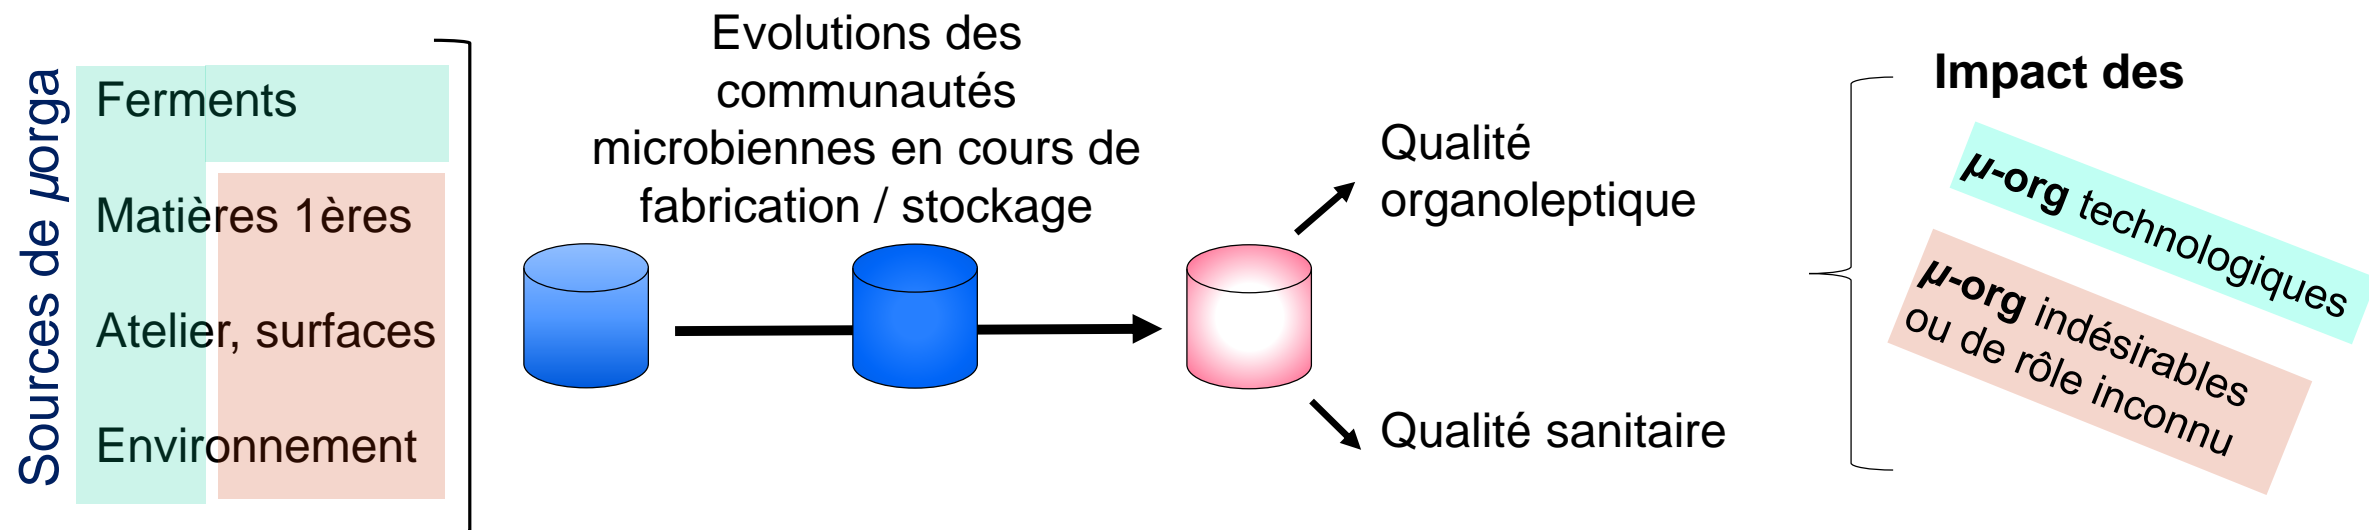 Sources de µorga
Ferments
Matières 1ères
Atelier, surfaces
Environnement
Evolutions des
communautés
microbiennes en cours de
fabrication / stockage
Qualité
organoleptique
Qualité sanitaire
Impact des
µ-org technologiques
µ-org indésirables
ou de rôle inconnu